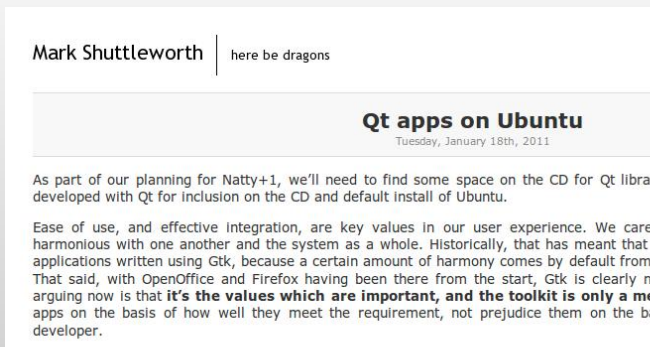 Mark Shuttleworth
here be dragons
Qt apps on Ubuntu
Tuesday, January 18th, 2011
As part of our planning for Natty+1, we'll need to find some space on the CD for Qt
developed with Qt for inclusion on the CD and default install of Ubuntu.
Ease of use, and effective integration, are key values in our user experience. We
harmonious with one another and the system as a whole. Historically, that has meant that
applications written using Gtk, because a certain amount of harmony comes by default from
That said, with OpenOffice and Firefox having been there from the start, Gtk is clearly
arguing now is that it's the values which are important, and the toolkit is only a
apps on the basis of how well they meet the requirement, not prejudice them on the
developer.